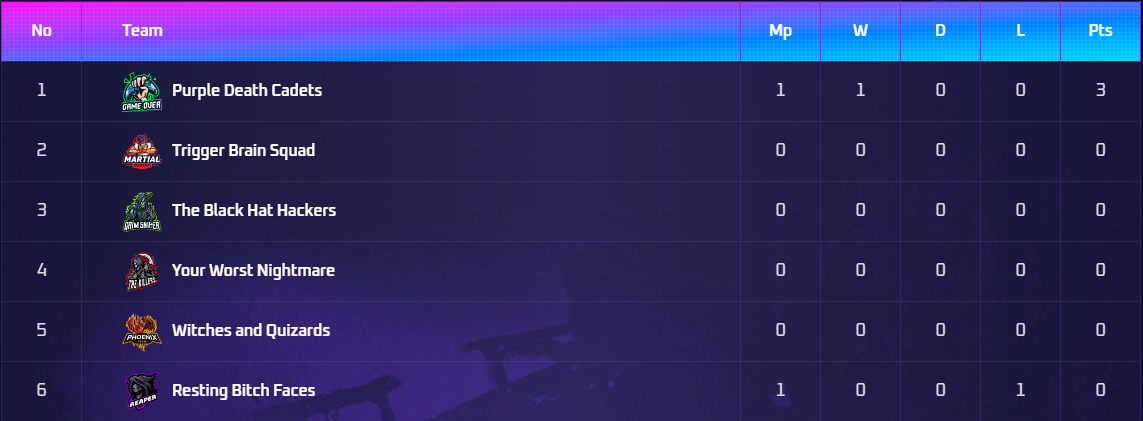 No Team Mp W D L Pts
1 GAME OVER Purple Death Cadets 1 1 0 0 3
2 MARTIAL Trigger Brain Squad 0 0 0 0 0
3 GRIM SNIPER The Black Hat Hackers 0 0 0 0 0
4 THE KILLERS Your Worst Nightmare 0 0 0 0 0
5 PHOENIX Witches and Quizards 0 0 0 0 0
6 REAPER Resting Bitch Faces 1 0 0 1 0